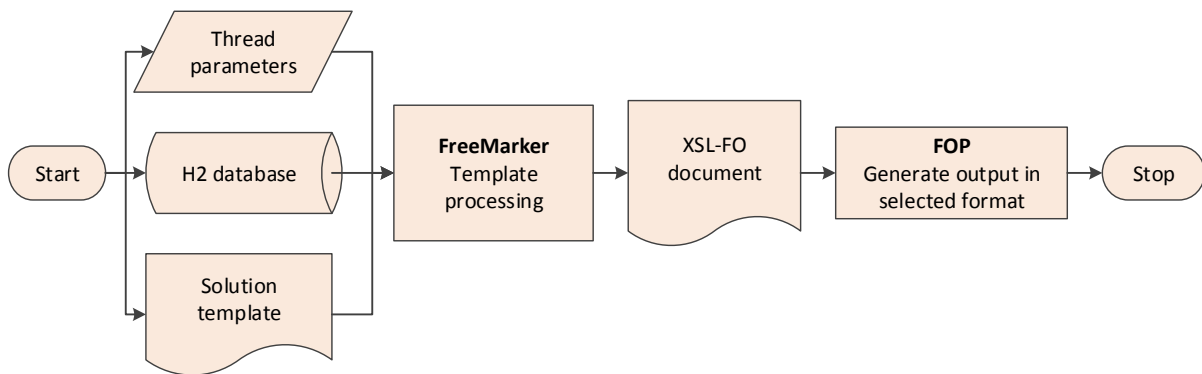 Thread
parameters
Start
H2 database
Solution
template
FreeMarker
Template
processing
XSL-FO
document
FOP
Generate output in
selected format
Stop